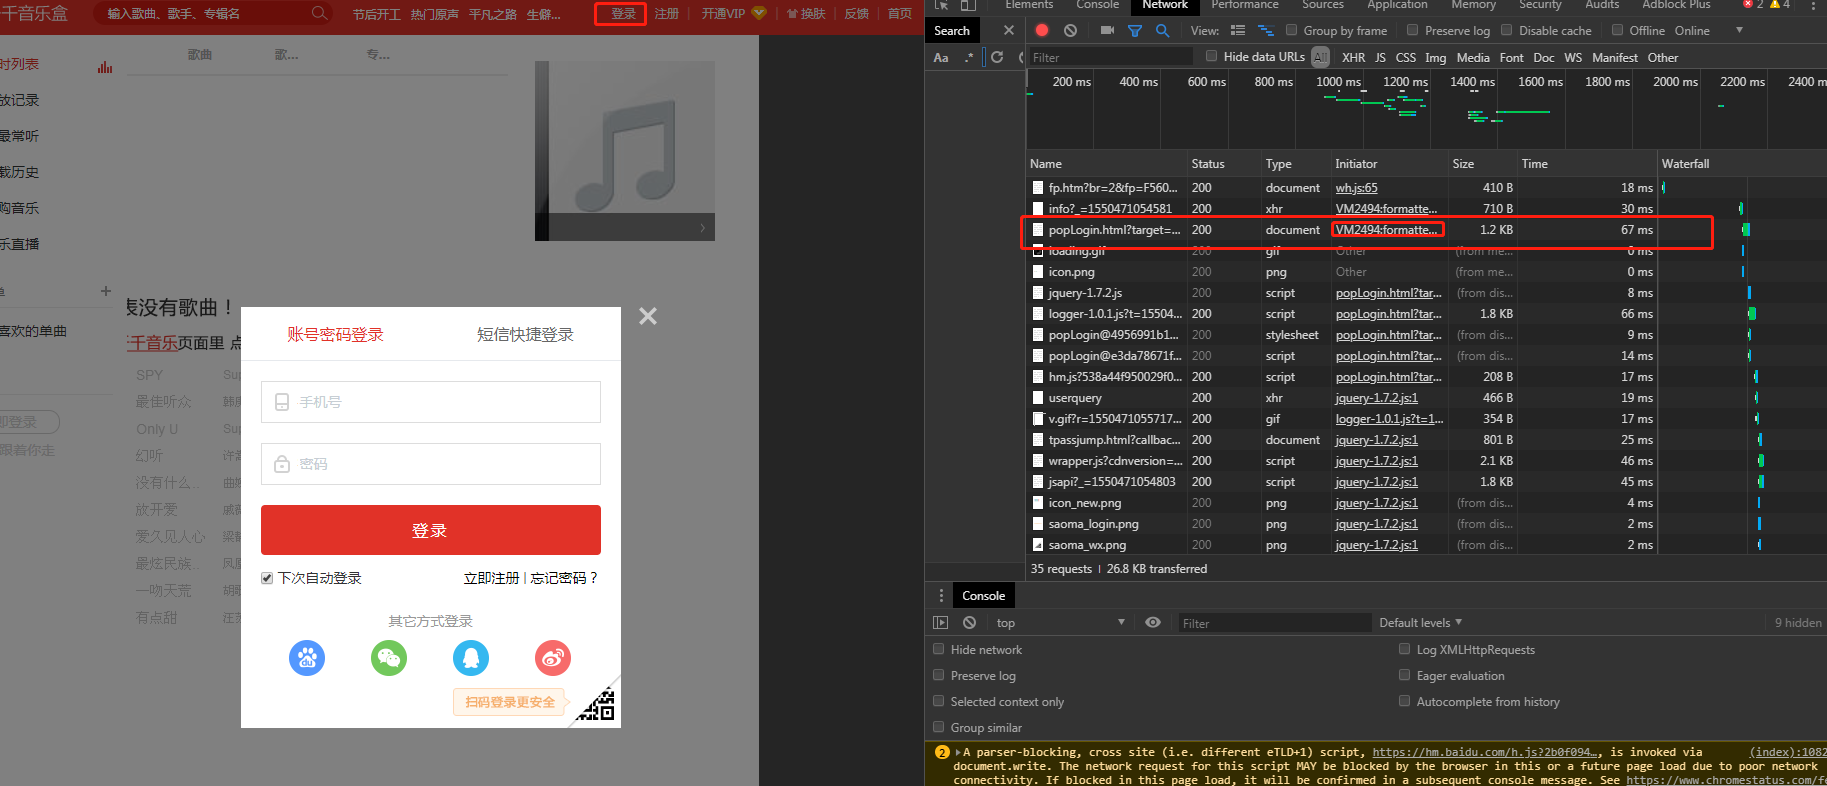 千音乐盒
输入歌曲、歌手、专辑名
节后开工 热门原声 平凡之路 生僻...
登录 注册 开通VIP 换肤 反馈 首页
时列表
放记录
最常听
载历史
购音乐
乐直播
单 +
喜欢的单曲
即登录
跟着你走
歌曲 歌... 专...
表没有歌曲！
千音乐页面里 点
SPY
最佳听众
Only U
幻听
没有什么..
放开爱
爱久见人心
最炫民族..
一吻天荒
有点甜
账号密码登录 短信快捷登录
手机号
密码
登录
下次自动登录 立即注册 | 忘记密码？
其它方式登录
du
扫码登录更安全
Elements Console Network Performance Sources Application Memory Security Audits Adblock Plus 2 4
Search
View: Group by frame Preserve log Disable cache Offline Online
Aa .*
Filter Hide data URLs All XHR JS CSS Img Media Font Doc WS Manifest Other
200 ms 400 ms 600 ms 800 ms 1000 ms 1200 ms 1400 ms 1600 ms 1800 ms 2000 ms 2200 ms 2400 m
Name Status Type Initiator Size Time Waterfall
fp.htm?br=2&fp=F560... 200 document wh.js:65 410 B 18 ms
info?_=1550471054581 200 xhr VM2494:formatte... 710 B 30 ms
popLogin.html?target=... 200 document VM2494:formatte... 1.2 KB 67 ms
loading.gif 200 gif Other (from me... 0 ms
icon.png 200 png Other (from me... 0 ms
jquery-1.7.2.js 200 script popLogin.html?tar... (from dis... 8 ms
logger-1.0.1.js?t=15504... 200 script popLogin.html?tar... 1.8 KB 66 ms
popLogin@4956991b1... 200 stylesheet popLogin.html?tar... (from dis... 9 ms
popLogin@e3da78671f... 200 script popLogin.html?tar... (from dis... 14 ms
hm.js?538a44f950029f0... 200 script popLogin.html?tar... 208 B 17 ms
userquery 200 xhr jquery-1.7.2.js:1 466 B 19 ms
v.gif?r=1550471055717... 200 gif logger-1.0.1.js?t=1... 354 B 17 ms
tpassjump.html?callbac... 200 document jquery-1.7.2.js:1 801 B 25 ms
wrapper.js?cdnversion=... 200 script jquery-1.7.2.js:1 2.1 KB 46 ms
jsapi?_=1550471054803 200 script jquery-1.7.2.js:1 1.8 KB 45 ms
icon_new.png 200 png jquery-1.7.2.js:1 (from dis... 4 ms
saoma_login.png 200 png jquery-1.7.2.js:1 (from dis... 2 ms
saoma_wx.png 200 png jquery-1.7.2.js:1 (from dis... 2 ms
35 requests | 26.8 KB transferred
Console
top Filter Default levels 9 hidden
Hide network Log XMLHttpRequests
Preserve log Eager evaluation
Selected context only Autocomplete from history
Group similar
2 A parser-blocking, cross site (i.e. different eTLD+1) script, https://hm.baidu.com/h.js?2b0f094…, is invoked via (index):1082
document.write. The network request for this script MAY be blocked by the browser in this or a future page load due to poor network
connectivity. If blocked in this page load, it will be confirmed in a subsequent console message. See https://www.chromestatus.com/fe